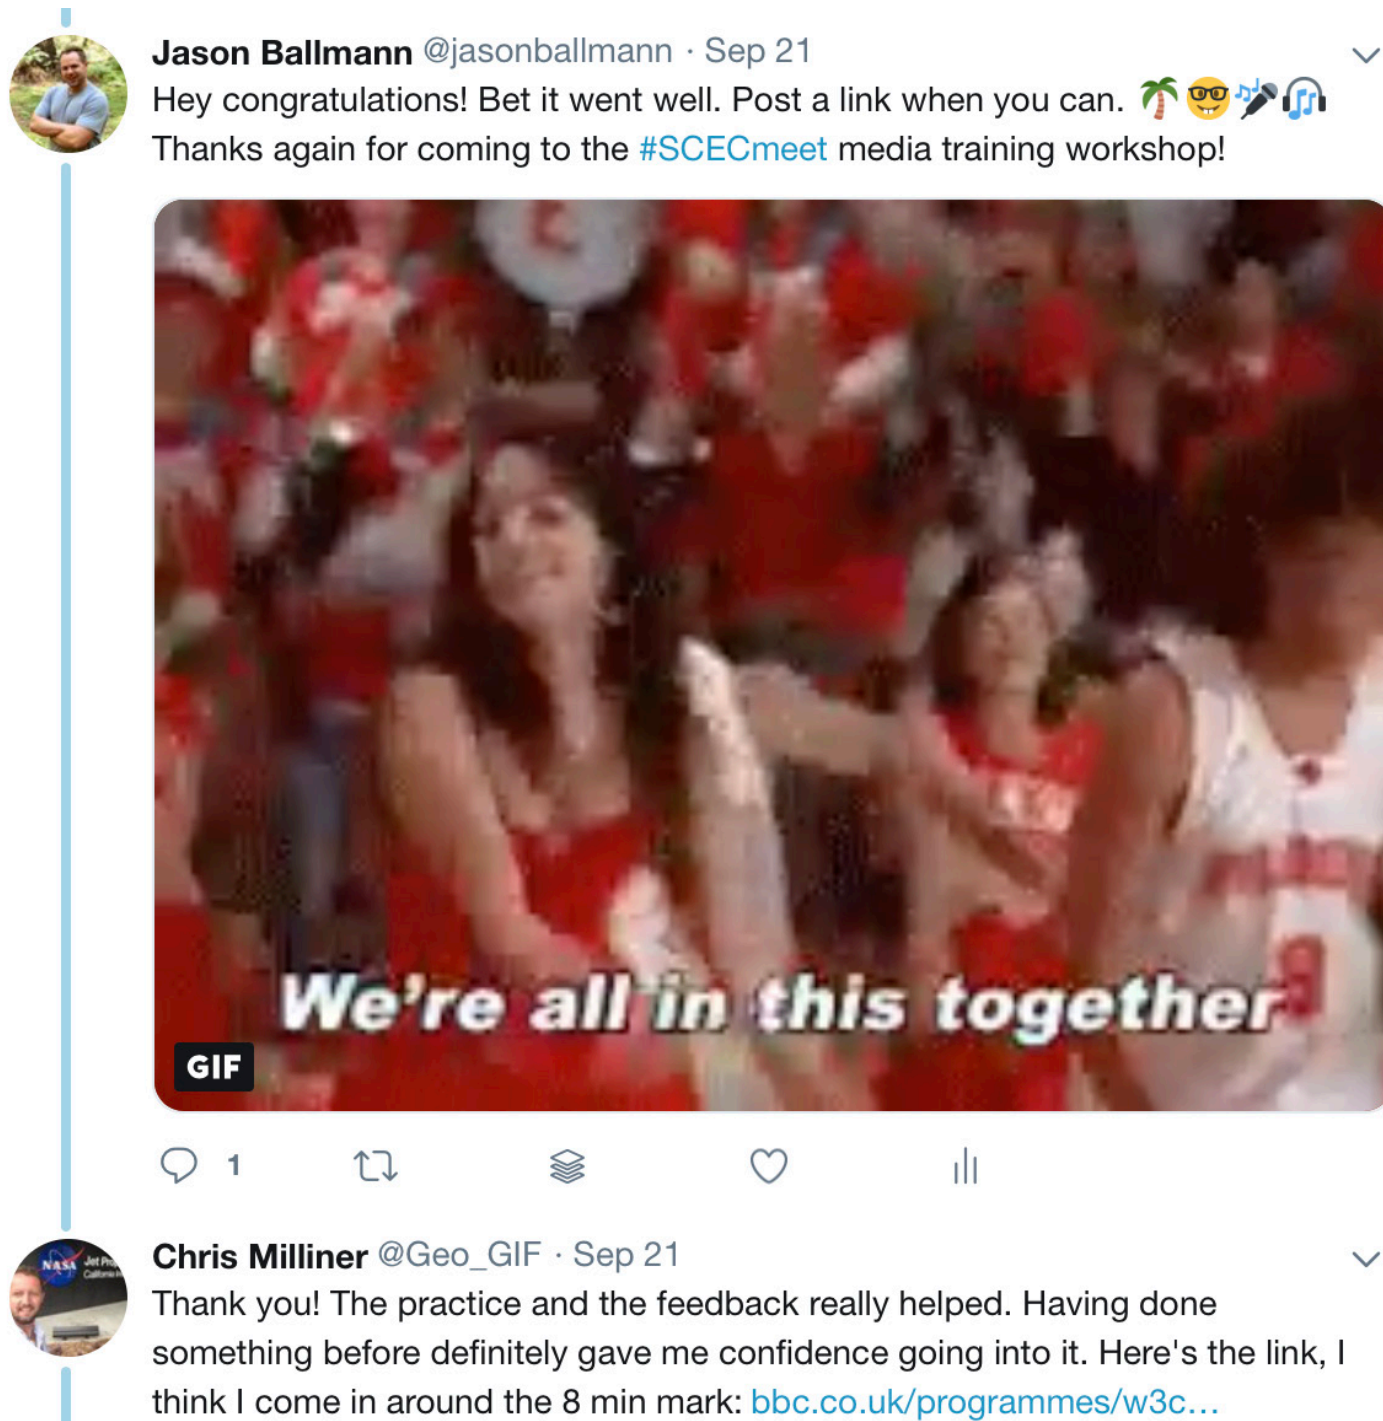 Jason Ballmann @jasonballmann · Sep 21
Hey congratulations! Bet it went well. Post a link when you can. 🌴🤓🎤🎧
Thanks again for coming to the #SCECmeet media training workshop!
We're all in this together
GIF
1
NASA Jet
Chris Milliner @Geo_GIF · Sep 21
Thank you! The practice and the feedback really helped. Having done
something before definitely gave me confidence going into it. Here's the link, I
think I come in around the 8 min mark: bbc.co.uk/programmes/w3c...